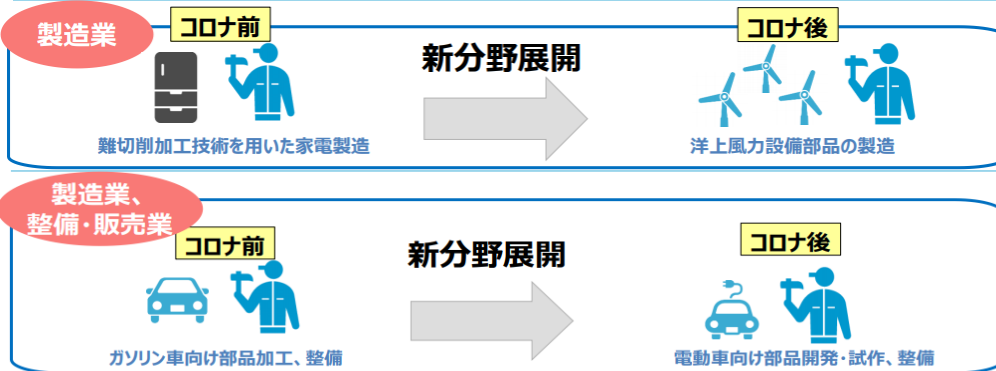 製造業
コロナ前
コロナ後
新分野展開
難切削加工技術を用いた家電製造
洋上風力設備部品の製造
製造業、
整備・販売業
コロナ前
コロナ後
新分野展開
ガソリン車向け部品加工、整備
電動車向け部品開発・試作、整備